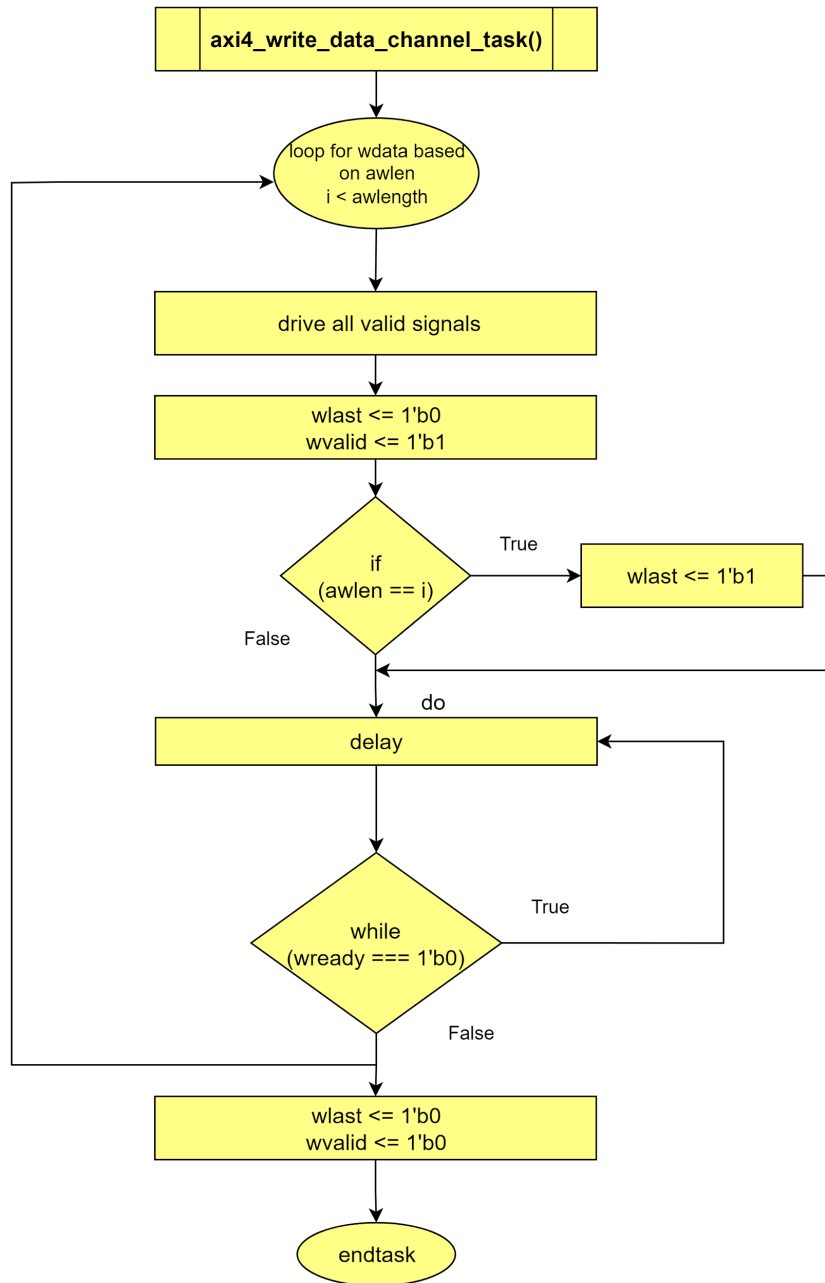 axi4_write_data_channel_task()
loop for wdata based
on awlen
i < awlength
drive all valid signals
wlast <= 1'b0
wvalid <= 1'b1
if
(awlen == i)
True
wlast <= 1'b1
False
do
delay
while
(wready === 1'b0)
True
False
wlast <= 1'b0
wvalid <= 1'b0
endtask